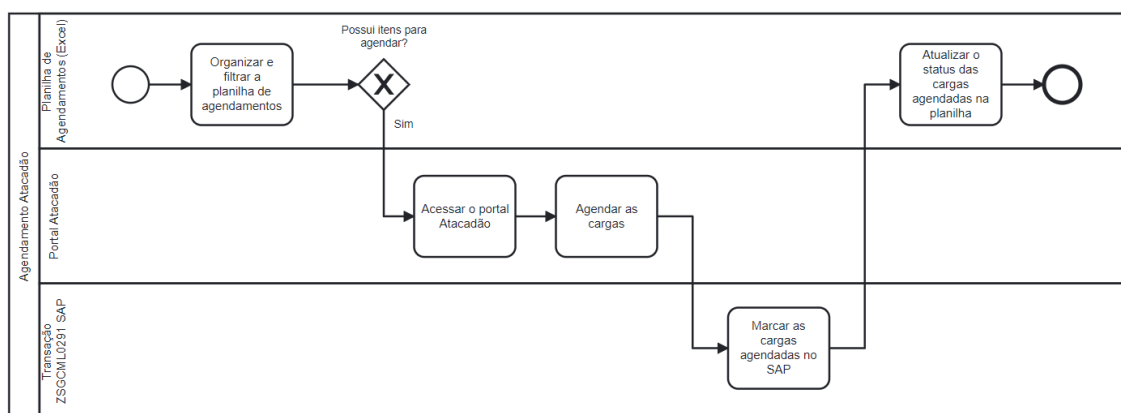 Agendamento Atacadão
Planilha de
Agendamentos (Excel)
Organizar e
filtrar a
planilha de
agendamentos
Possui itens para
agendar?
Sim
Atualizar o
status das
cargas
agendadas na
planilha
Portal Atacadão
Acessar o portal
Atacadão
Agendar as
cargas
Transação
ZSGCML0291 SAP
Marcar as
cargas
agendadas no
SAP